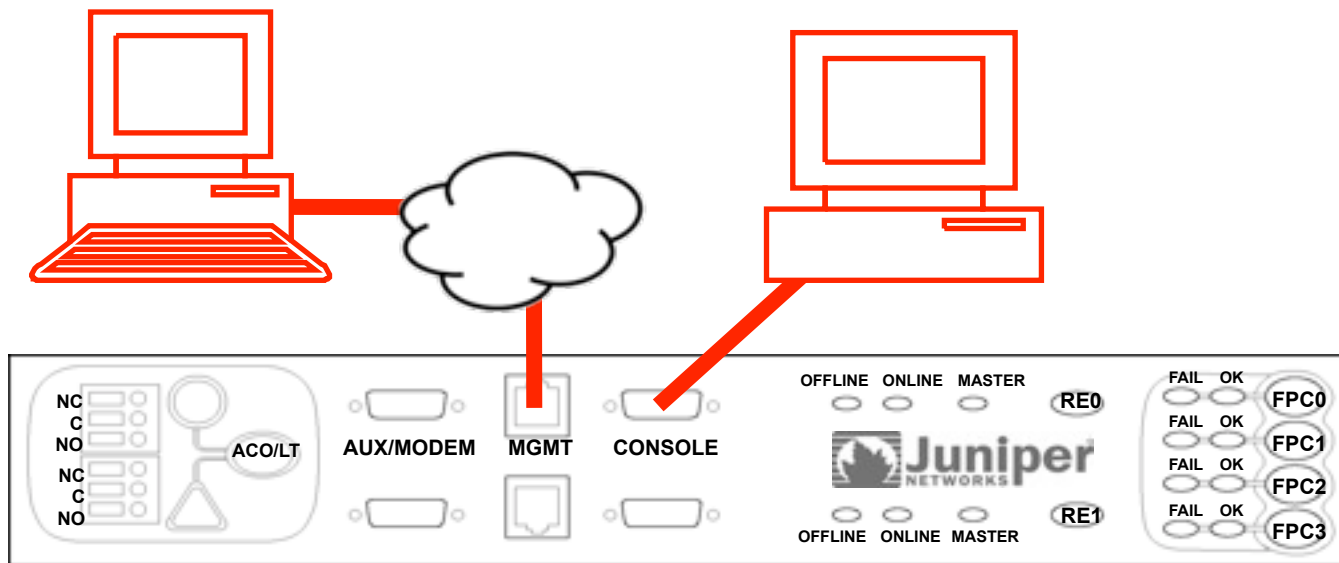 OFFLINE ONLINE MASTER
RE0
FAIL OK
FPC0
NC
C
NO
ACO/LT
AUX/MODEM MGMT CONSOLE
FAIL OK
FPC1
NC
C
NO
Juniper
NETWORKS
FAIL OK
FPC2
RE1
OFFLINE ONLINE MASTER
FAIL OK
FPC3